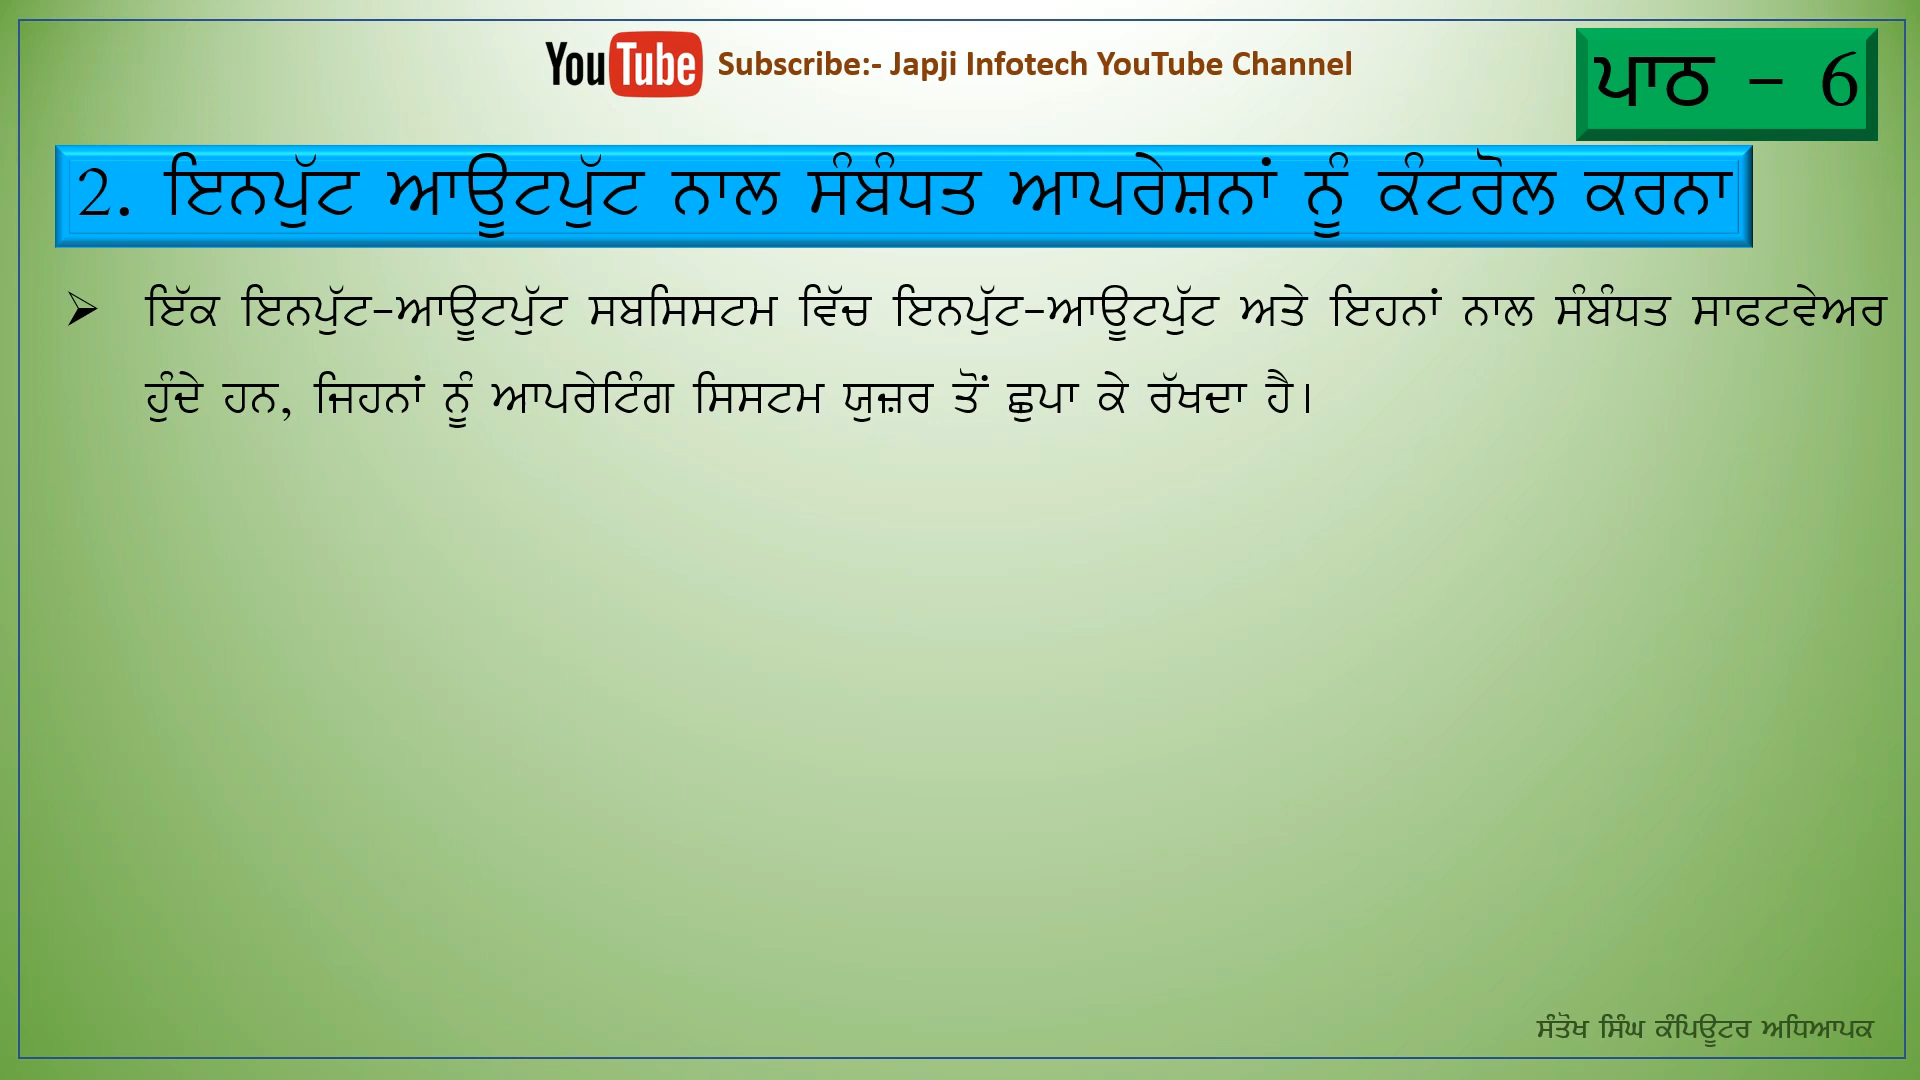 YouTube Subscribe:- Japji Infotech YouTube Channel
ਪਾਠ - 6
2. ਇਨਪੁੱਟ ਆਊਟਪੁੱਟ ਨਾਲ ਸੰਬੰਧਤ ਆਪਰੇਸ਼ਨਾਂ ਨੂੰ ਕੰਟਰੋਲ ਕਰਨਾ
➢ ਇੱਕ ਇਨਪੁੱਟ-ਆਊਟਪੁੱਟ ਸਬਸਿਸਟਮ ਵਿੱਚ ਇਨਪੁੱਟ-ਆਊਟਪੁੱਟ ਅਤੇ ਇਹਨਾਂ ਨਾਲ ਸੰਬੰਧਤ ਸਾਫਟਵੇਅਰ
ਹੁੰਦੇ ਹਨ, ਜਿਹਨਾਂ ਨੂੰ ਆਪਰੇਟਿੰਗ ਸਿਸਟਮ ਯੁਜ਼ਰ ਤੋਂ ਛੁਪਾ ਕੇ ਰੱਖਦਾ ਹੈ।
ਸੰਤੋਖ ਸਿੰਘ ਕੰਪਿਊਟਰ ਅਧਿਆਪਕ